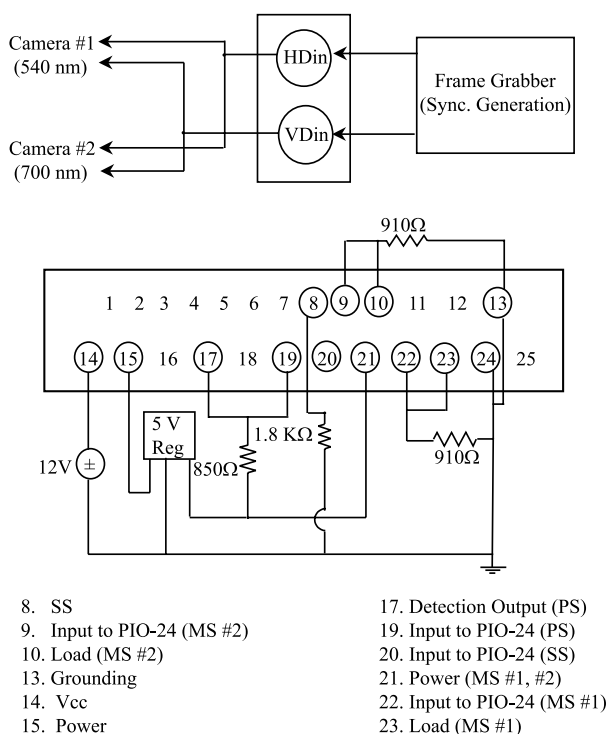 Camera #1
(540 nm)
Camera #2
(700 nm)
HDin
VDin
Frame Grabber
(Sync. Generation)
910Ω
1 2 3 4 5 6 7 8 9 10 11 12 13
14 15 16 17 18 19 20 21 22 23 24 25
12V
±
5 V
Reg
850Ω
1.8 KΩ
910Ω
8. SS
9. Input to PIO-24 (MS #2)
10. Load (MS #2)
13. Grounding
14. Vcc
15. Power
17. Detection Output (PS)
19. Input to PIO-24 (PS)
20. Input to PIO-24 (SS)
21. Power (MS #1, #2)
22. Input to PIO-24 (MS #1)
23. Load (MS #1)